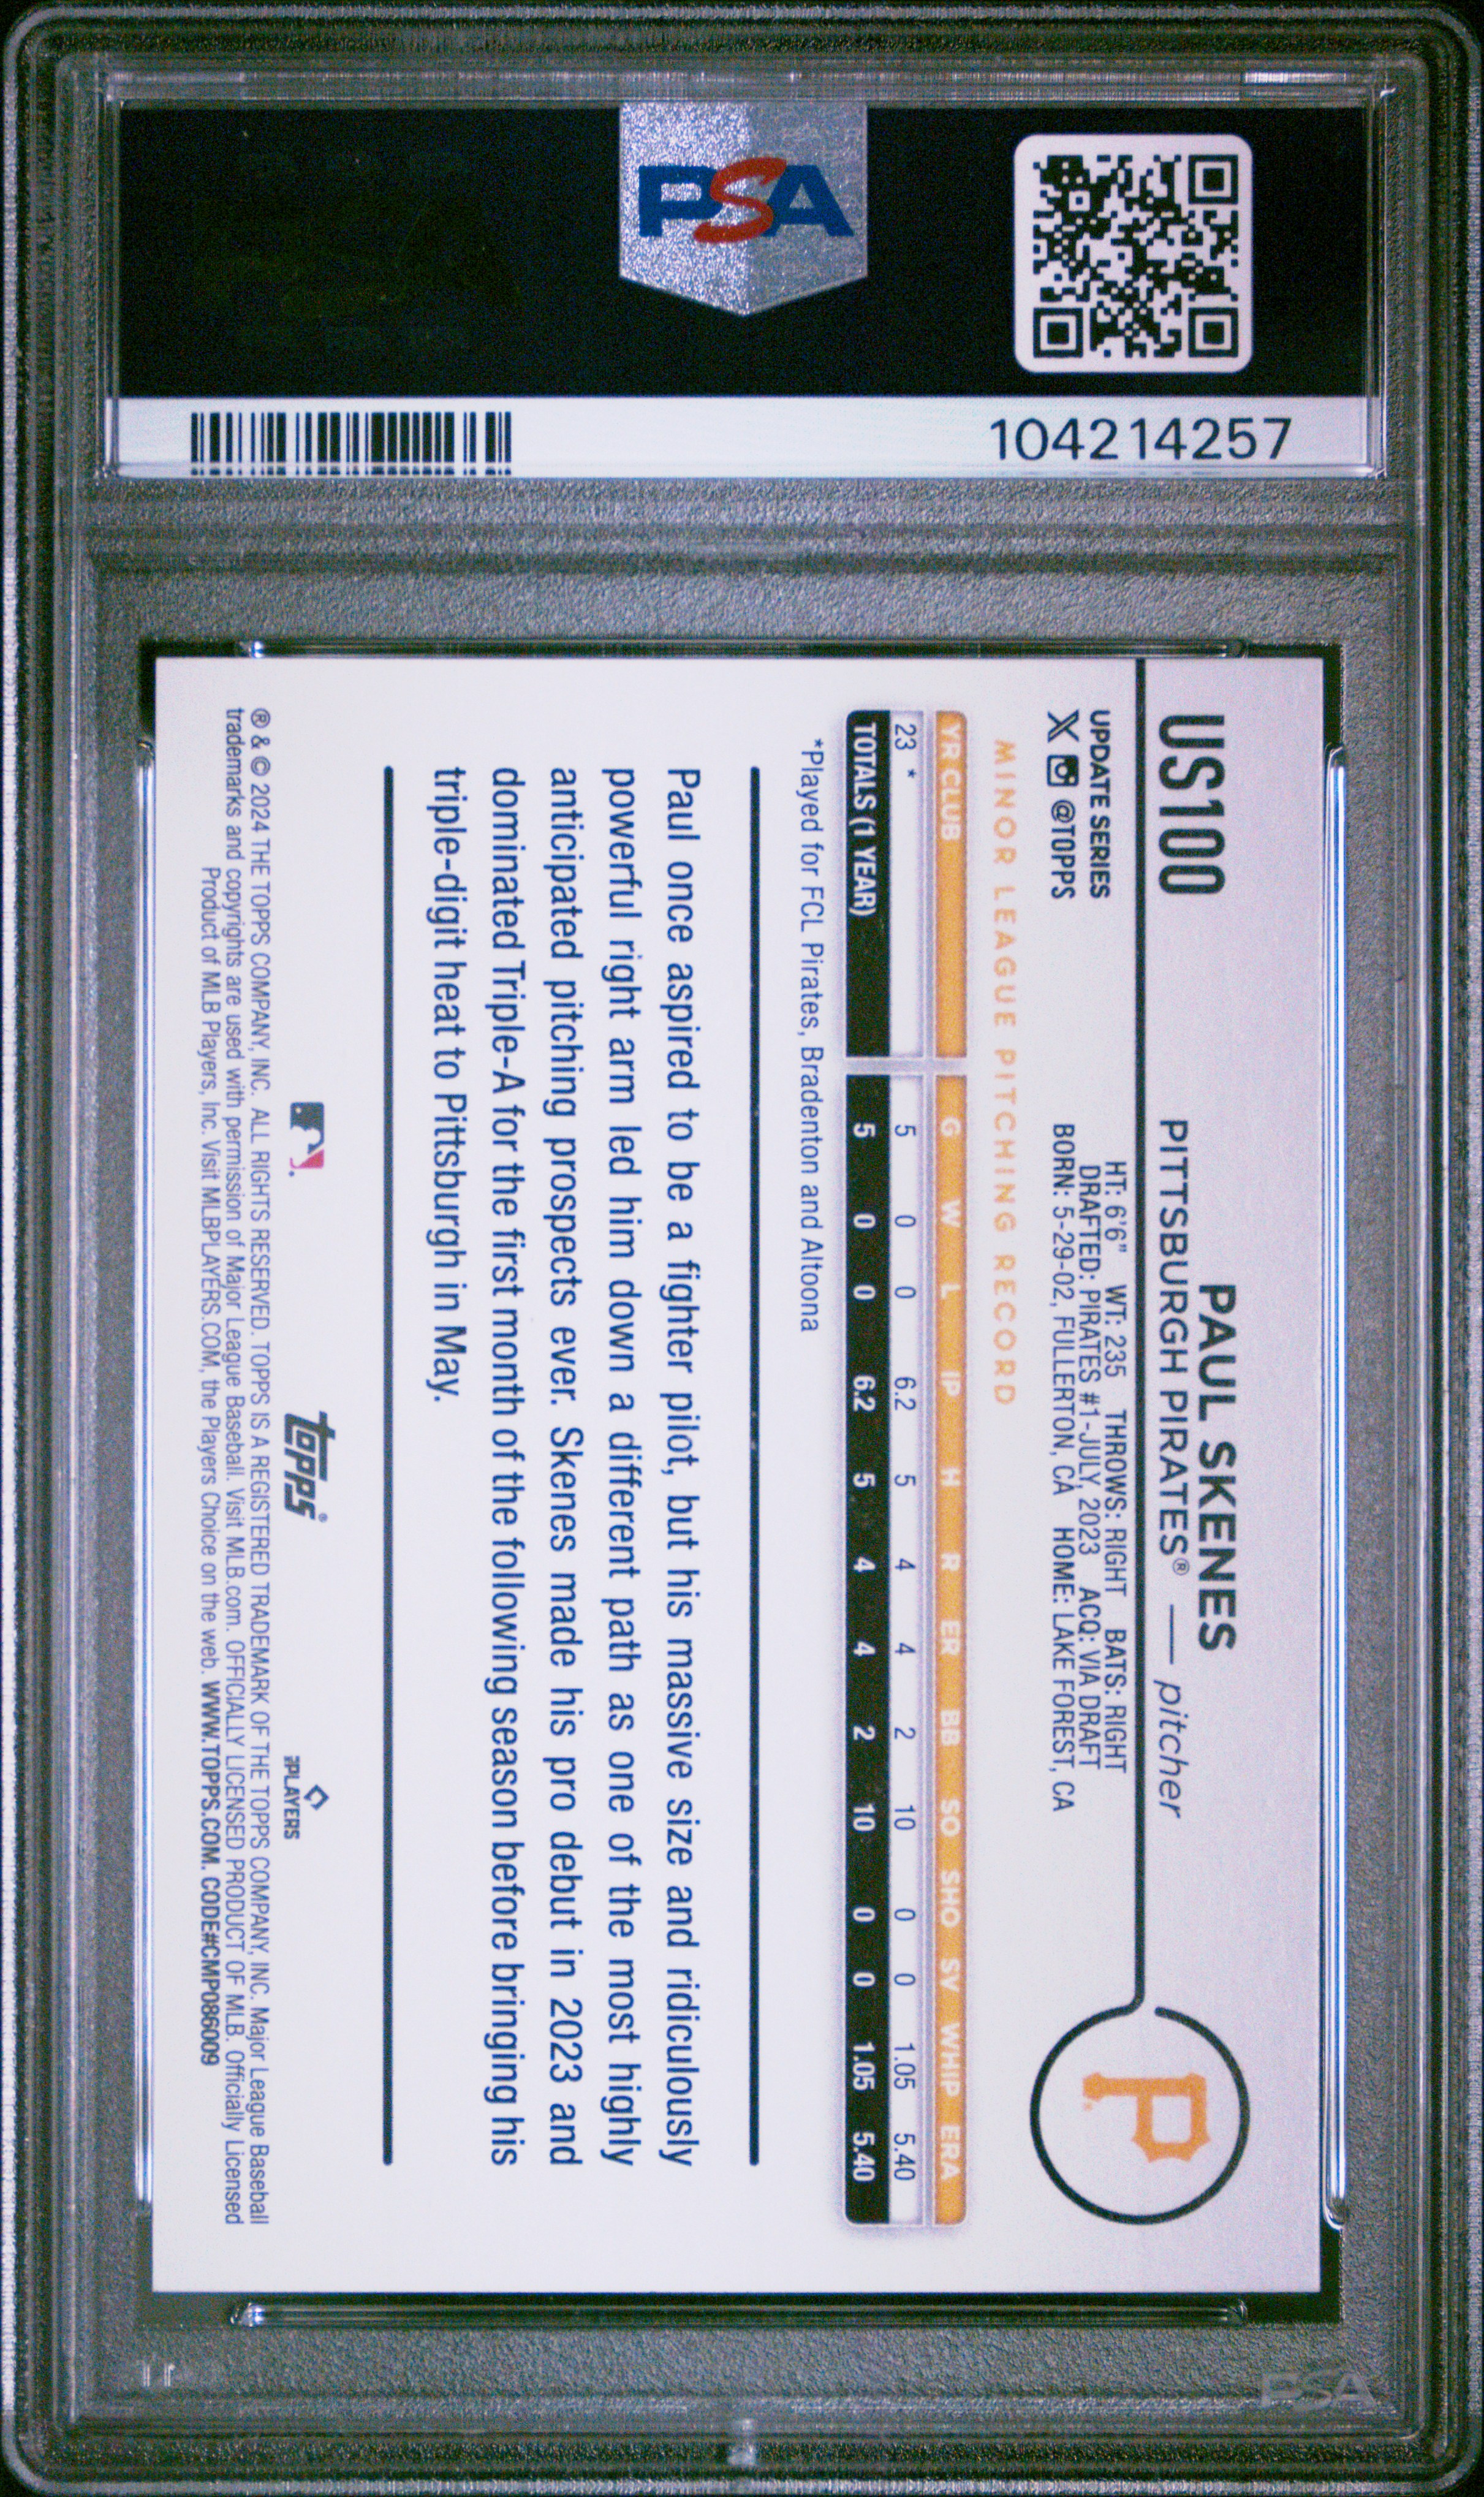 PSA
104214257
US100
PAUL SKENES
PITTSBURGH PIRATES® — pitcher
UPDATE SERIES
X @TOPPS
HT: 6'6" WT: 235 THROWS: RIGHT BATS: RIGHT
DRAFTED: PIRATES #1-JULY, 2023 ACQ: VIA DRAFT
BORN: 5-29-02, FULLERTON, CA HOME: LAKE FOREST, CA
P
MINOR LEAGUE PITCHING RECORD
YR CLUB G W L IP H R ER BB SO SHO SV WHIP ERA
23 * 5 0 0 6.2 5 4 4 2 10 0 0 1.05 5.40
TOTALS (1 YEAR) 5 0 0 6.2 5 4 4 2 10 0 0 1.05 5.40
*Played for FCL Pirates, Bradenton and Altoona
Paul once aspired to be a fighter pilot, but his massive size and ridiculously
powerful right arm led him down a different path as one of the most highly
anticipated pitching prospects ever. Skenes made his pro debut in 2023 and
dominated Triple-A for the first month of the following season before bringing his
triple-digit heat to Pittsburgh in May.
topps®
PLAYERS
® & © 2024 THE TOPPS COMPANY, INC. ALL RIGHTS RESERVED. TOPPS IS A REGISTERED TRADEMARK OF THE TOPPS COMPANY, INC. Major League Baseball
trademarks and copyrights are used with permission of Major League Baseball. Visit MLB.com. OFFICIALLY LICENSED PRODUCT OF MLB. Officially Licensed
Product of MLB Players, Inc. Visit MLBPLAYERS.COM, the Players Choice on the web. WWW.TOPPS.COM. CODE#CMP086009
PSA